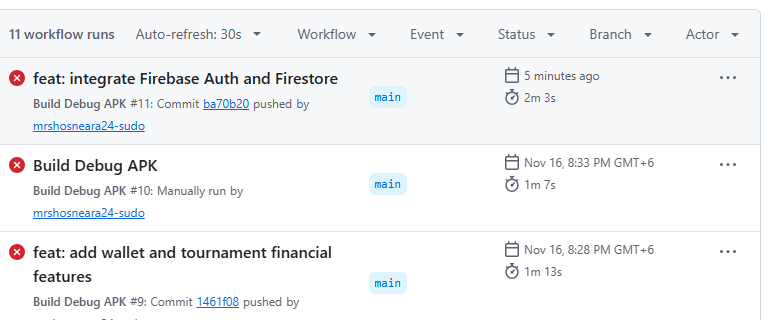 11 workflow runs Auto-refresh: 30s Workflow Event Status Branch Actor
feat: integrate Firebase Auth and Firestore
Build Debug APK #11: Commit ba70b20 pushed by
mrshosneara24-sudo
main
5 minutes ago
2m 3s
Build Debug APK
Build Debug APK #10: Manually run by
mrshosneara24-sudo
main
Nov 16, 8:33 PM GMT+6
1m 7s
feat: add wallet and tournament financial
features
Build Debug APK #9: Commit 1461f08 pushed by
main
Nov 16, 8:28 PM GMT+6
1m 13s